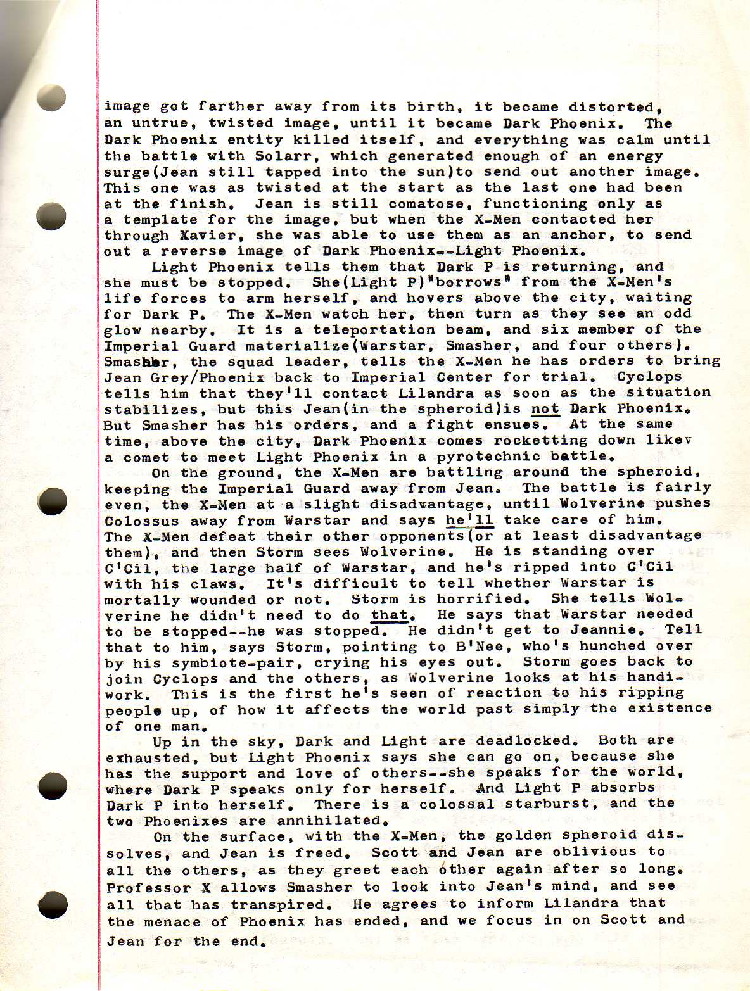 image got farther away from its birth, it became distorted,
an untrue, twisted image, until it became Dark Phoenix.  The
Dark Phoenix entity killed itself, and everything was calm until
the battle with Solarr, which generated enough of an energy
surge(Jean still tapped into the sun)to send out another image.
This one was as twisted at the start as the last one had been
at the finish.  Jean is still comatose, functioning only as
a template for the image, but when the X-Men contacted her
through Xavier, she was able to use them as an anchor, to send
out a reverse image of Dark Phoenix--Light Phoenix.
Light Phoenix tells them that Dark P is returning, and
she must be stopped.  She(Light P)"borrows" from the X-Men's
life forces to arm herself, and hovers above the city, waiting
for Dark P.  The X-Men watch her, then turn as they see an odd
glow nearby.  It is a teleportation beam, and six member of the
Imperial Guard materialize(Warstar, Smasher, and four others).
Smasher, the squad leader, tells the X-Men he has orders to bring
Jean Grey/Phoenix back to Imperial Center for trial.  Cyclops
tells him that they'll contact Lilandra as soon as the situation
stabilizes, but this Jean(in the spheroid)is not Dark Phoenix.
But Smasher has his orders, and a fight ensues.  At the same
time, above the city, Dark Phoenix comes rocketting down likev
a comet to meet Light Phoenix in a pyrotechnic battle.
On the ground, the X-Men are battling around the spheroid,
keeping the Imperial Guard away from Jean.  The battle is fairly
even, the X-Men at a slight disadvantage, until Wolverine pushes
Colossus away from Warstar and says he'll take care of him.
The X-Men defeat their other opponents(or at least disadvantage
them), and then Storm sees Wolverine.  He is standing over
C'Cil, the large half of Warstar, and he's ripped into C'Cil
with his claws.  It's difficult to tell whether Warstar is
mortally wounded or not.  Storm is horrified.  She tells Wol-
verine he didn't need to do that.  He says that Warstar needed
to be stopped--he was stopped.  He didn't get to Jeannie.  Tell
that to him, says Storm, pointing to B'Nee, who's hunched over
by his symbiote-pair, crying his eyes out.  Storm goes back to
join Cyclops and the others, as Wolverine looks at his handi-
work.  This is the first he's seen of reaction to his ripping
people up, of how it affects the world past simply the existence
of one man.
Up in the sky, Dark and Light are deadlocked.  Both are
exhausted, but Light Phoenix says she can go on, because she
has the support and love of others--she speaks for the world,
where Dark P speaks only for herself.  And Light P absorbs
Dark P into herself.  There is a colossal starburst, and the
two Phoenixes are annihilated.
On the surface, with the X-Men, the golden spheroid dis-
solves, and Jean is freed.  Scott and Jean are oblivious to
all the others, as they greet each other again after so long.
Professor X allows Smasher to look into Jean's mind, and see
all that has transpired.  He agrees to inform Lilandra that
the menace of Phoenix has ended, and we focus in on Scott and
Jean for the end.